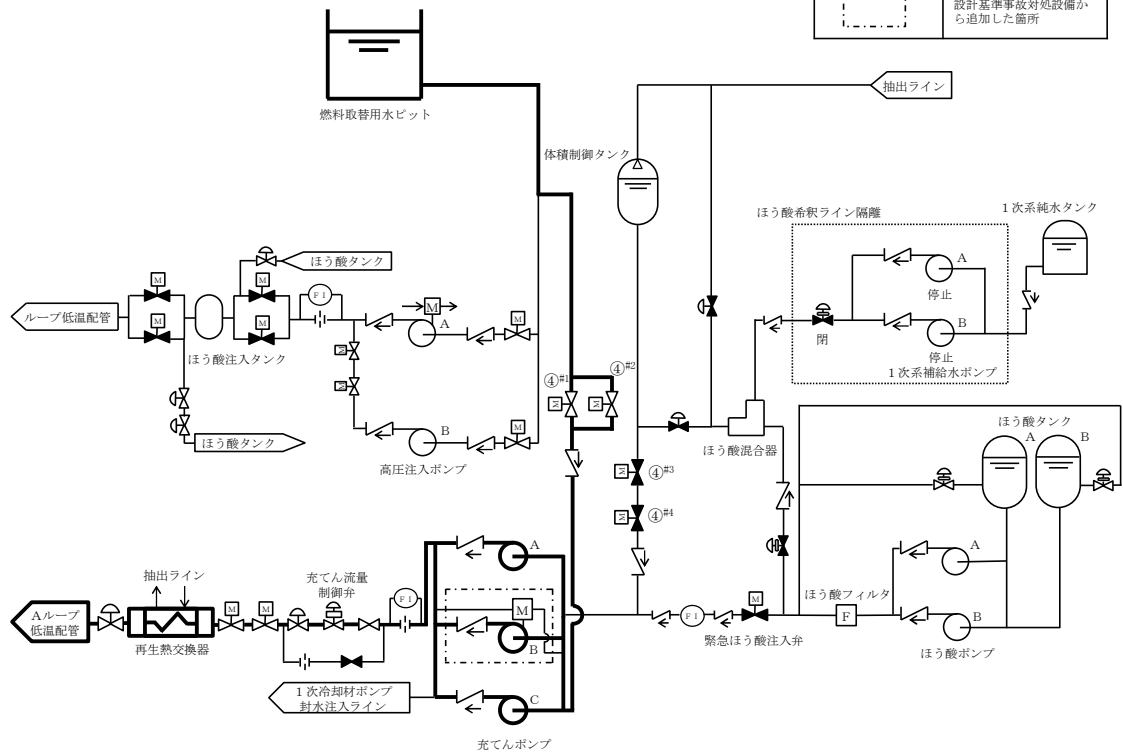 設計基準事故対処設備か
ら追加した箇所
燃料取替用水ピット
抽出ライン
体積制御タンク
ほう酸希釈ライン隔離
1次系純水タンク
ほう酸タンク
M
M
A
停止
FI
M
ループ低温配管
M
M
M
A
閉
B
ほう酸注入タンク
M
停止
④#1
④#2
1次系補給水ポンプ
M
M
M
ほう酸タンク
M
B
ほう酸タンク
ほう酸混合器
A
B
高圧注入ポンプ
M
④#3
M
④#4
A
A
抽出ライン
充てん流量
制御弁
FI
ほう酸フィルタ
M
M
M
M
Aループ
低温配管
FI
F
B
緊急ほう酸注入弁
再生熱交換器
B
ほう酸ポンプ
1次冷却材ポンプ
封水注入ライン
C
充てんポンプ